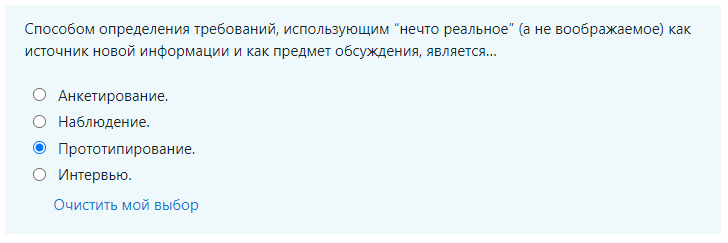 Способом определения требований, использующим “нечто реальное” (а не воображаемое) как
источник новой информации и как предмет обсуждения, является...
Анкетирование.
Наблюдение.
Прототипирование.
Интервью.
Очистить мой выбор